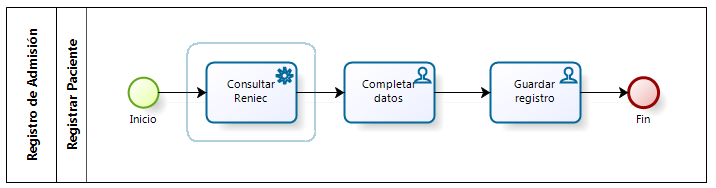 Registro de Admisión
Registrar Paciente
Inicio
Consultar
Reniec
Completar
datos
Guardar
registro
Fin